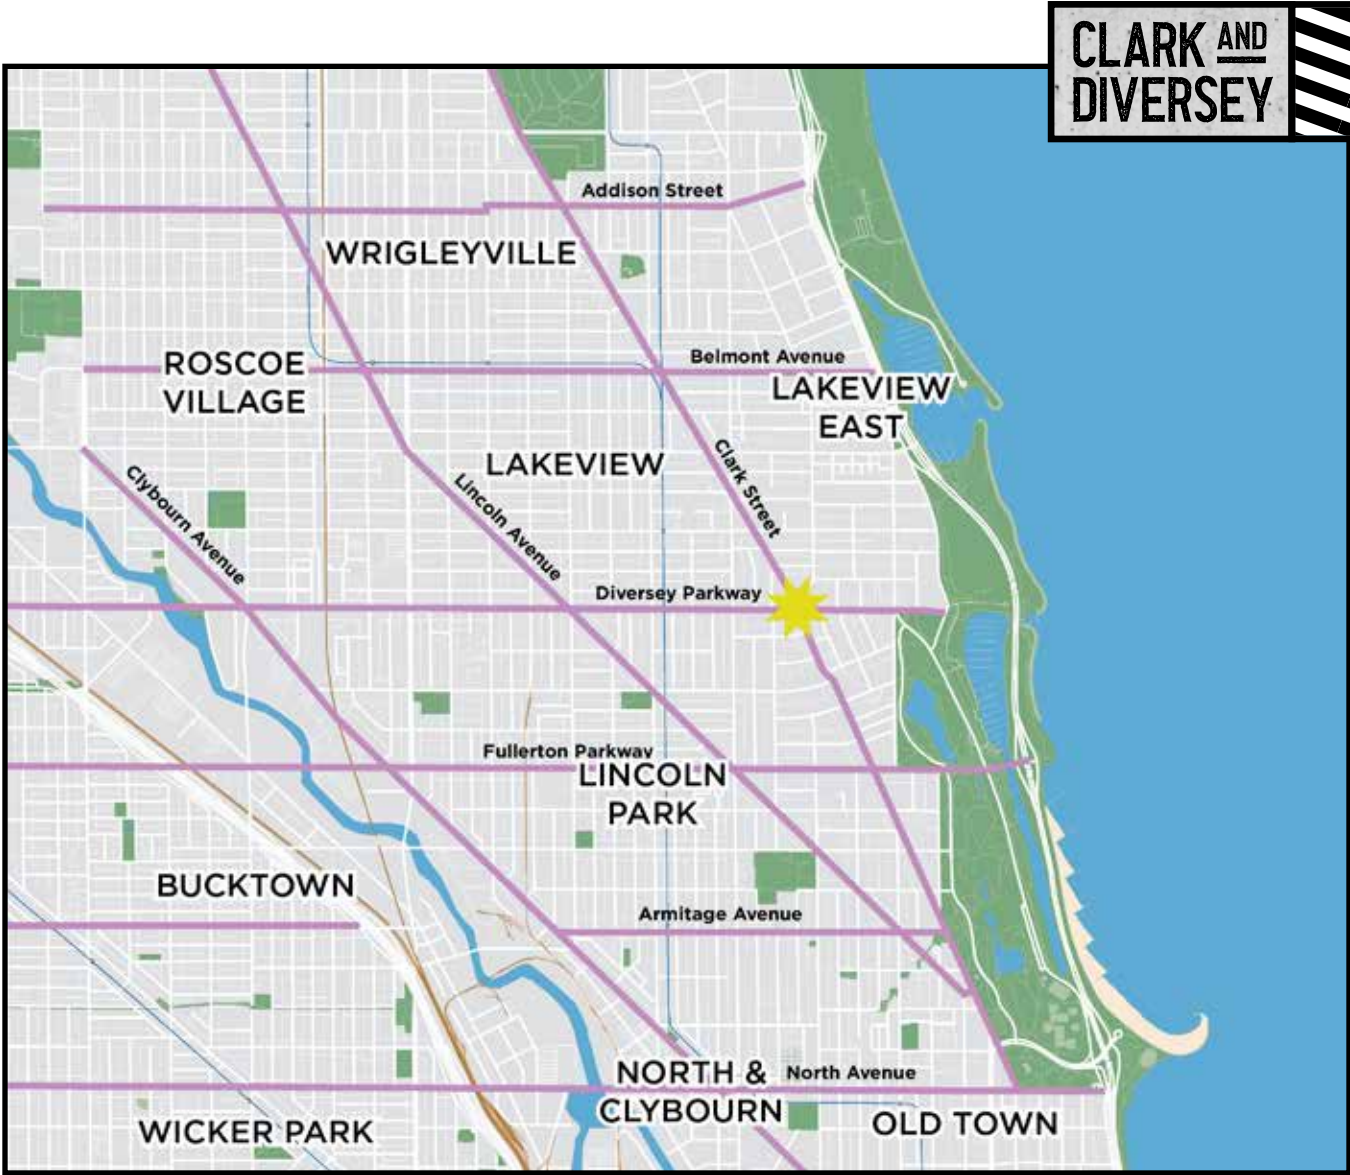 CLARK AND
DIVERSEY
Addison Street
WRIGLEYVILLE
Belmont Avenue
ROSCOE
VILLAGE
LAKEVIEW
EAST
Clark Street
LAKEVIEW
Clybourn Avenue
Lincoln Avenue
Diversey Parkway
Fullerton Parkway
LINCOLN
PARK
BUCKTOWN
Armitage Avenue
NORTH &
CLYBOURN
North Avenue
OLD TOWN
WICKER PARK